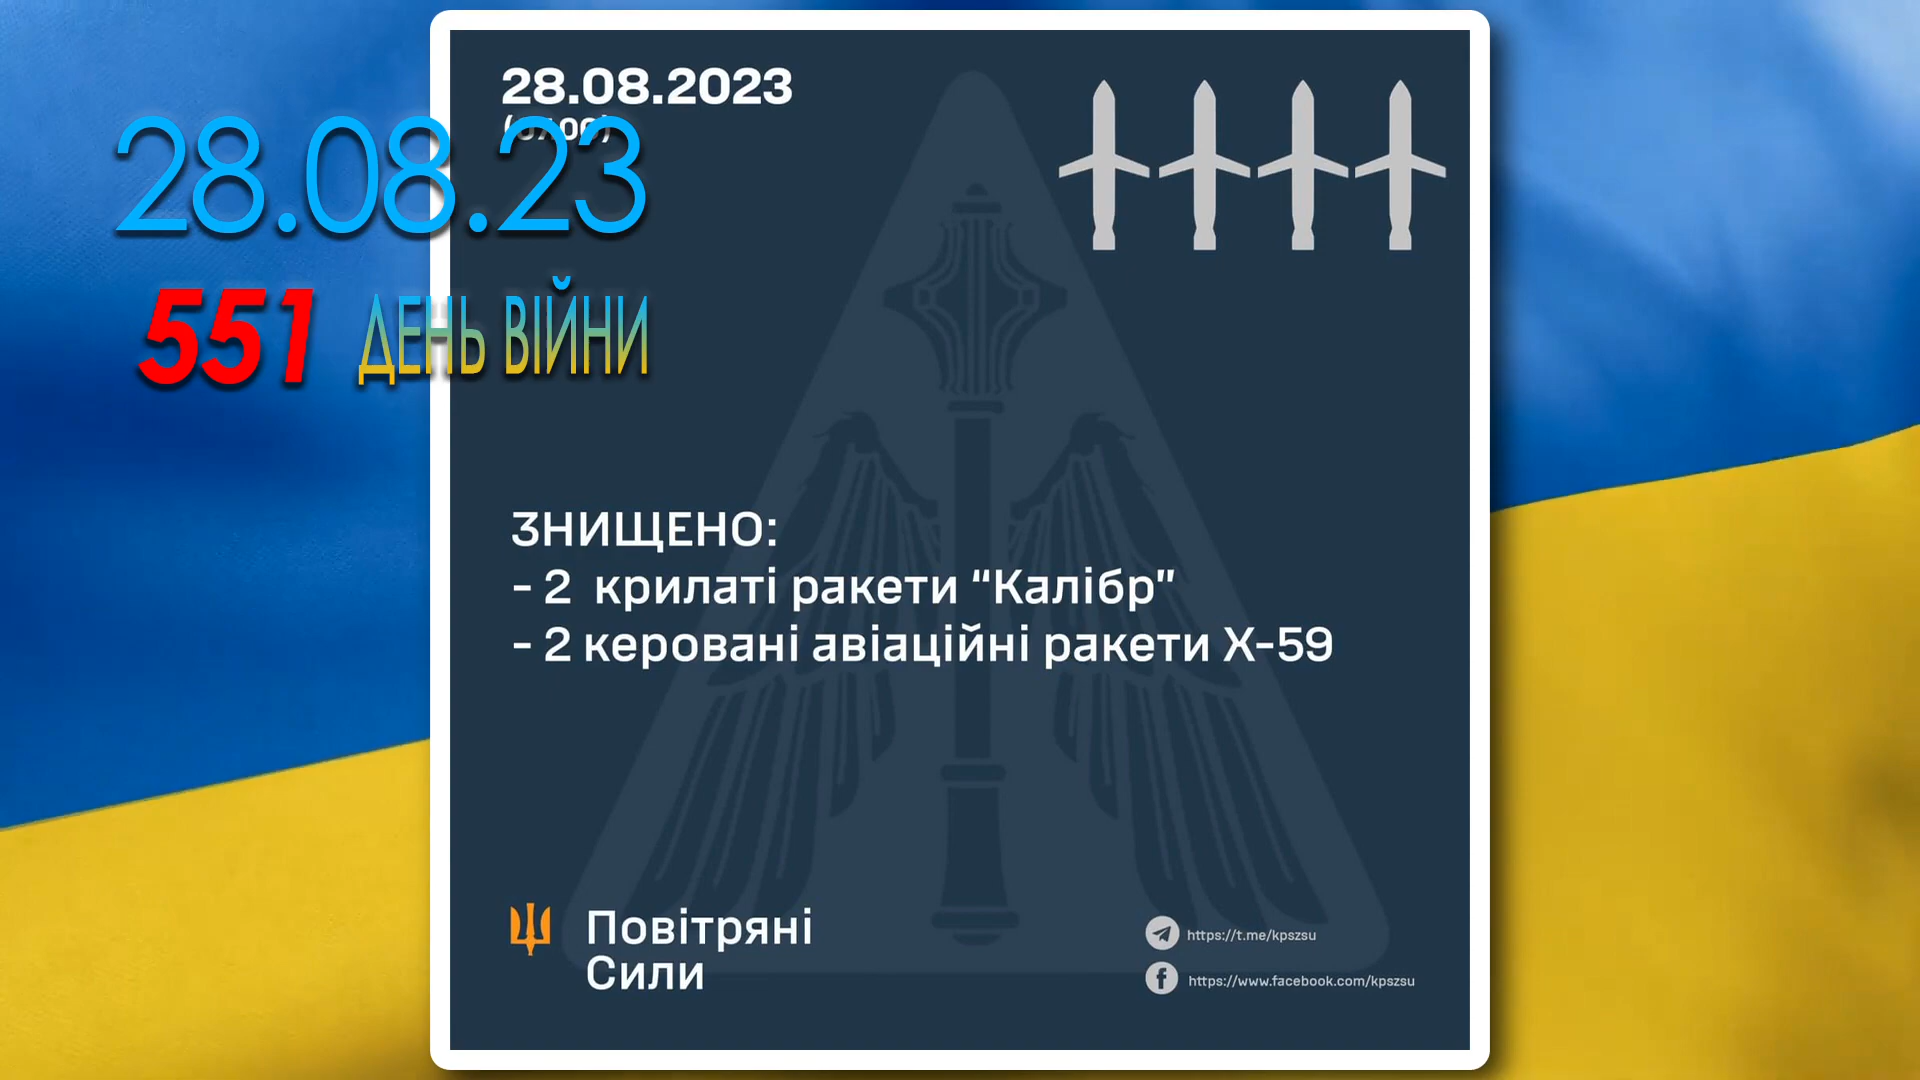 28.08.2023
28.08.23
551 ДЕНЬ ВІЙНИ
ЗНИЩЕНО:
- 2 крилаті ракети “Калібр”
- 2 керовані авіаційні ракети Х-59
Повітряні
Сили
https://t.me/kpszsu
https://www.facebook.com/kpszsu